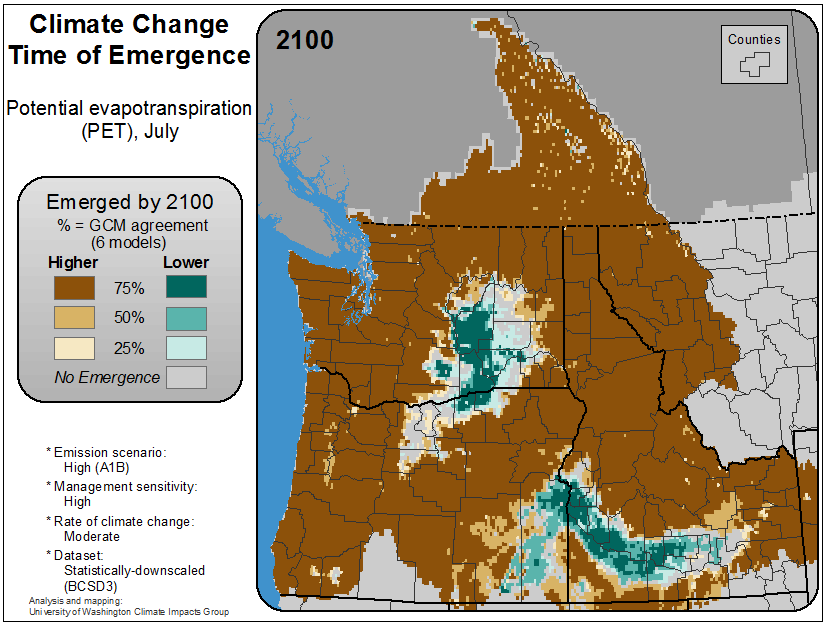 Climate Change
Time of Emergence
Potential evapotranspiration
(PET), July
Emerged by 2100
% = GCM agreement
(6 models)
Higher Lower
75%
50%
25%
No Emergence
* Emission scenario:
High (A1B)
* Management sensitivity:
High
* Rate of climate change:
Moderate
* Dataset:
Statistically-downscaled
(BCSD3)
Analysis and mapping:
University of Washington Climate Impacts Group
2100
Counties